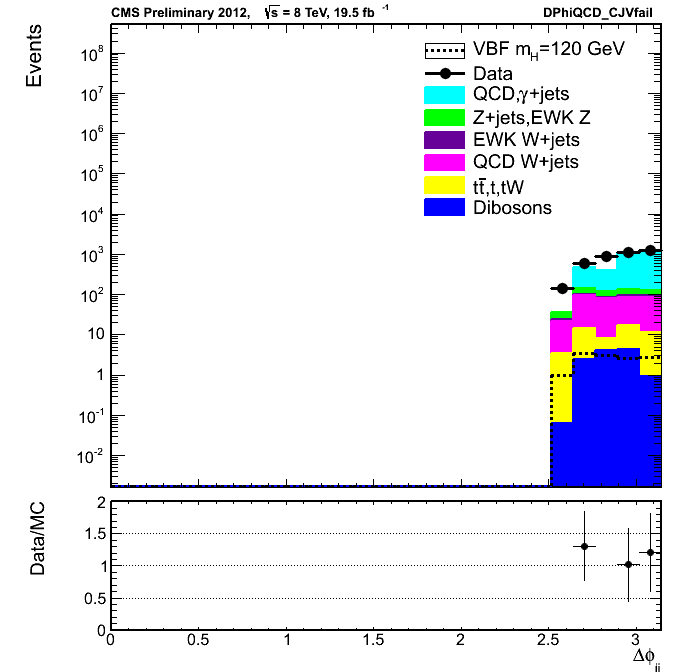 CMS Preliminary 2012, √s = 8 TeV, 19.5 fb⁻¹ DPhiQCD_CJVfail
Events
10⁸
10⁷
10⁶
10⁵
10⁴
10³
10²
10
1
10⁻¹
10⁻²
VBF m_H=120 GeV
Data
QCD,γ+jets
Z+jets,EWK Z
EWK W+jets
QCD W+jets
tt̄,t,tW
Dibosons
Data/MC
2
1.5
1
0.5
0
0 0.5 1 1.5 2 2.5 3
Δϕ_jj